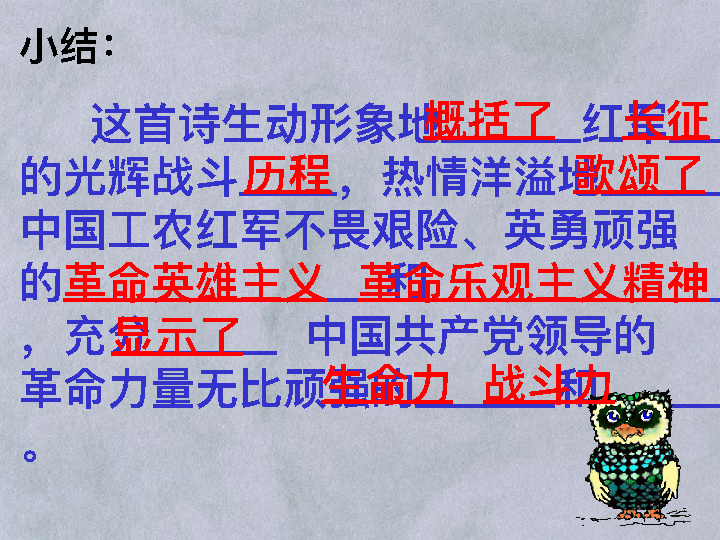 小结：
这首诗生动形象地概括了红军长征
的光辉战斗历程，热情洋溢地歌颂了
中国工农红军不畏艰险、英勇顽强
的革命英雄主义和革命乐观主义精神
，充分显示了中国共产党领导的
革命力量无比顽强的生命力和战斗力
。